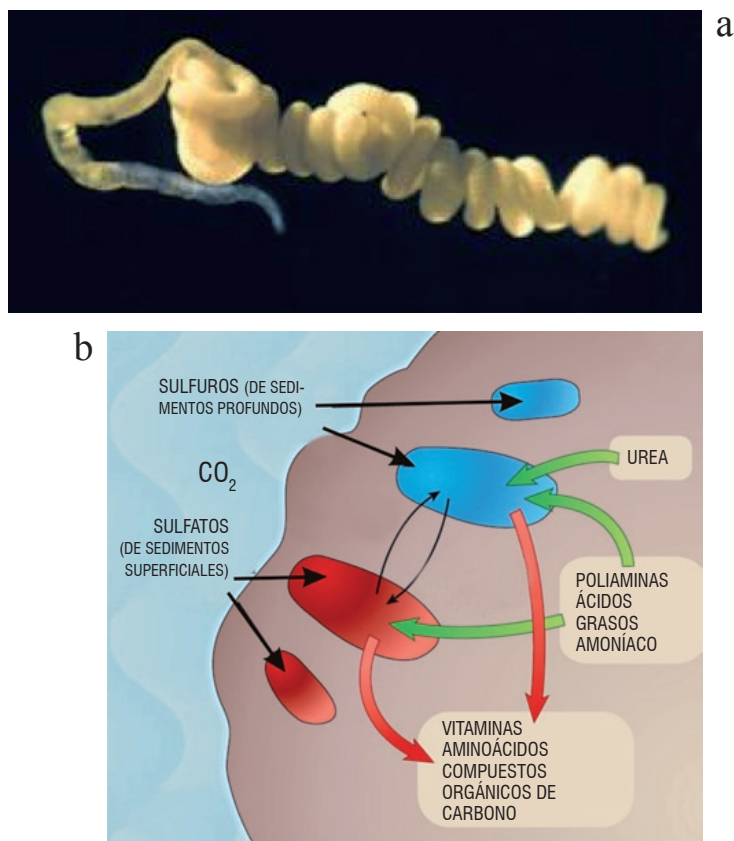 a
b
SULFUROS (DE SEDI-
MENTOS PROFUNDOS)
CO2
SULFATOS
(DE SEDIMENTOS
SUPERFICIALES)
UREA
POLIAMINAS
ÁCIDOS
GRASOS
AMONÍACO
VITAMINAS
AMINOÁCIDOS
COMPUESTOS
ORGÁNICOS DE
CARBONO